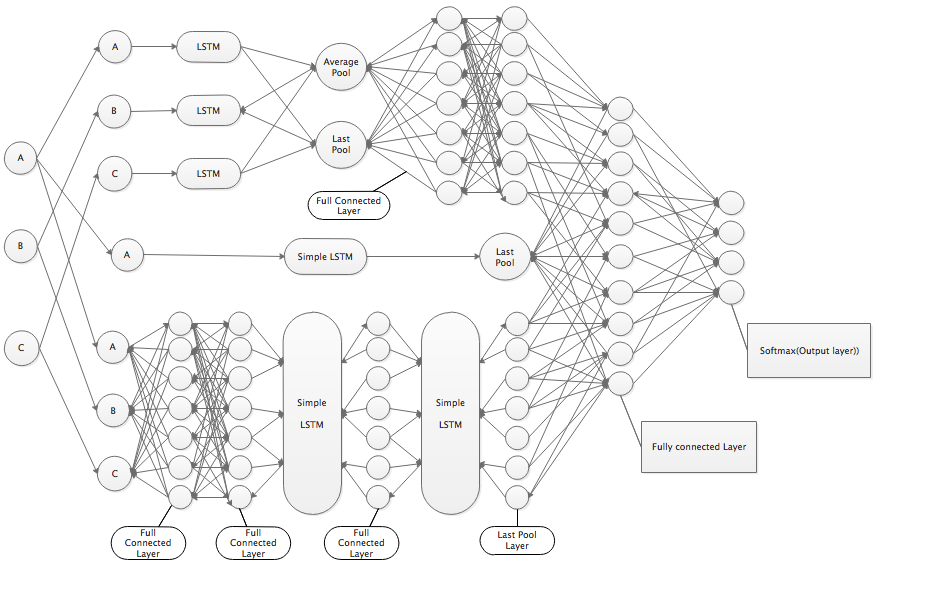 A
LSTM
Average
Pool
B
LSTM
Last
Pool
A
C
LSTM
Full Connected
Layer
B
A
Simple LSTM
Last
Pool
C
A
B
C
Simple
LSTM
Simple
LSTM
Softmax(Output layer))
Fully connected Layer
Full
Connected
Layer
Full
Connected
Layer
Full
Connected
Layer
Last Pool
Layer